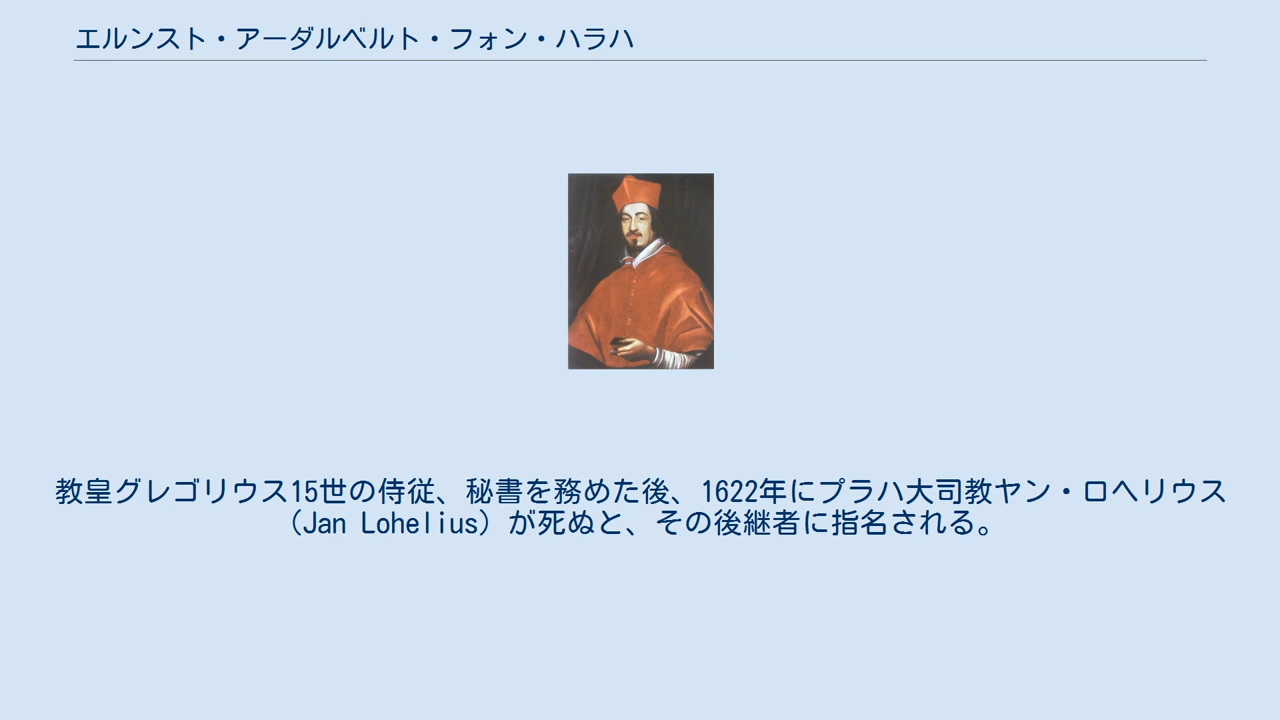 エルンスト・アーダルベルト・フォン・ハラハ
教皇グレゴリウス15世の侍従、秘書を務めた後、1622年にプラハ大司教ヤン・ロヘリウス
（Jan Lohelius）が死ぬと、その後継者に指名される。